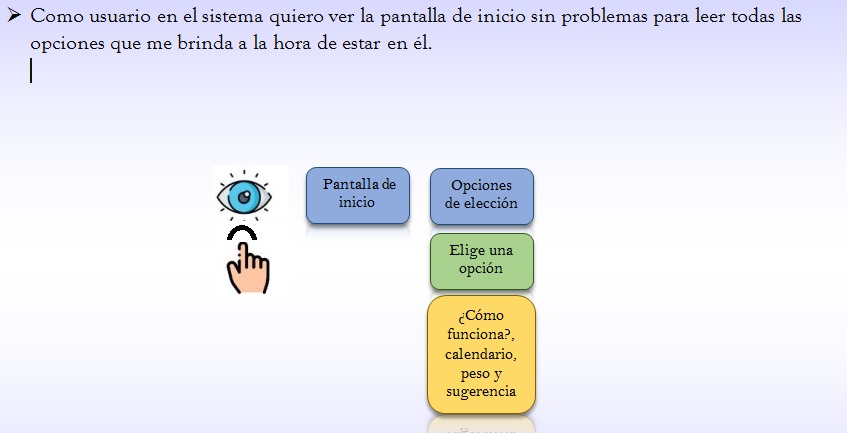 Como usuario en el sistema quiero ver la pantalla de inicio sin problemas para leer todas las
opciones que me brinda a la hora de estar en él.
Pantalla de
inicio
Opciones
de elección
Elige una
opción
¿Cómo
funciona?,
calendario,
peso y
sugerencia